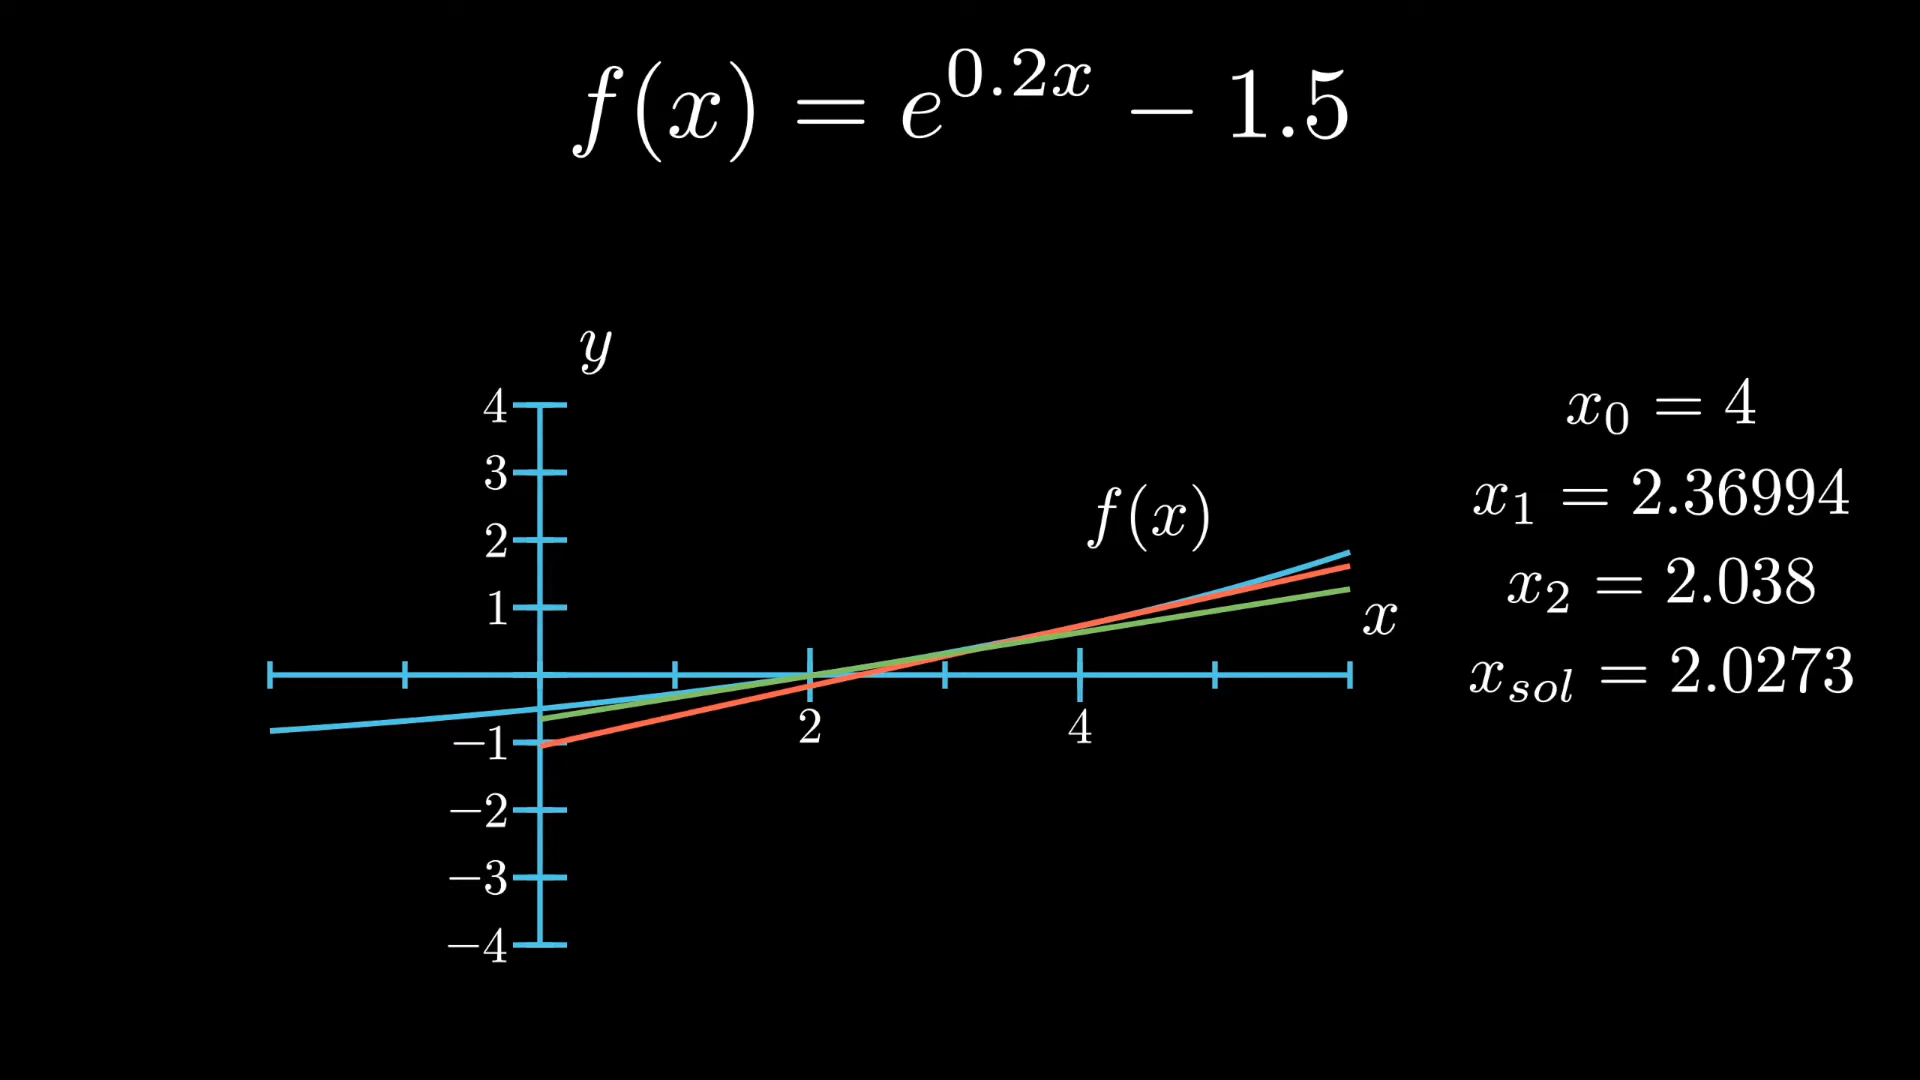 f(x) = e^{0.2x} − 1.5
y
4
3
2
1
−1
−2
−3
−4
2
4
f(x)
x
x_0 = 4
x_1 = 2.36994
x_2 = 2.038
x_{sol} = 2.0273